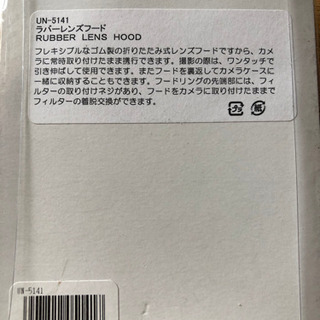 UN-5141
ラバーレンズフード
RUBBER LENS HOOD
フレキシブルなゴム製の折りたたみ式レンズフードですから、カメ
ラに常時取り付けたまま携行できます。撮影の際は、ワンタッチで
引き伸ばして使用できます。またフードを裏返してカメラケースに
一緒に収納することもできます。フードリングの先端部には、フィ
ルターの取り付けネジがあり、フードをカメラに取り付けたままで
フィルターの着脱交換ができます。
プラ
UN-5141